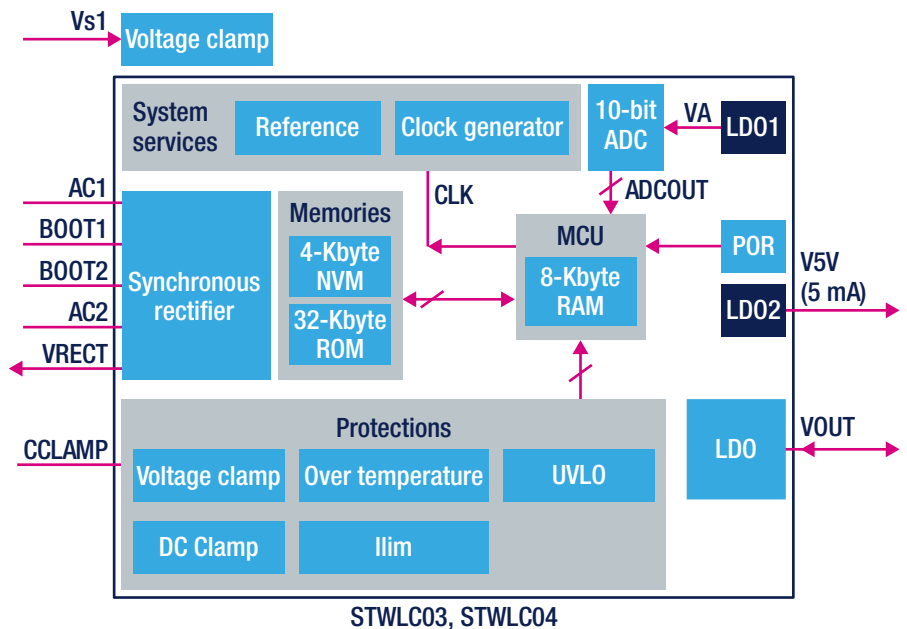 Vs1
Voltage clamp
System
services
Reference
Clock generator
10-bit
ADC
VA
LDO1
AC1
BOOT1
BOOT2
AC2
VRECT
Synchronous
rectifier
Memories
4-Kbyte
NVM
32-Kbyte
ROM
CLK
ADCOUT
MCU
8-Kbyte
RAM
POR
LDO2
V5V
(5 mA)
CCLAMP
Protections
Voltage clamp
Over temperature
UVLO
DC Clamp
Ilim
LDO
VOUT
STWLC03, STWLC04